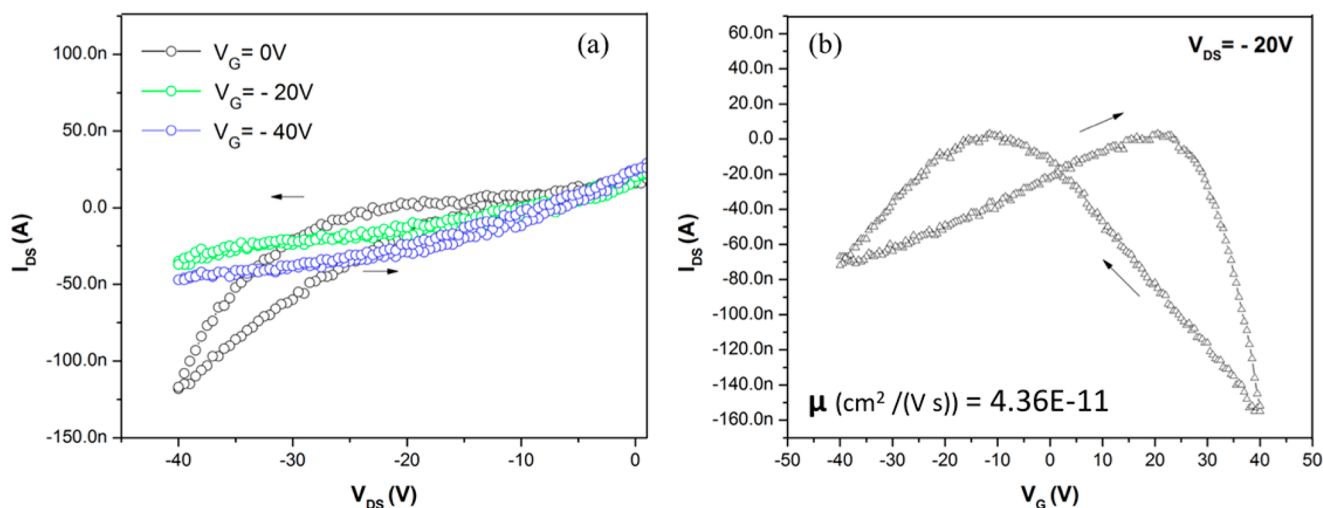 (a)
V_G= 0V
V_G= - 20V
V_G= - 40V
100.0n
50.0n
0.0
-50.0n
-100.0n
-150.0n
I_DS (A)
-40 -30 -20 -10 0
V_DS (V)
(b)
V_DS= - 20V
60.0n
40.0n
20.0n
0.0
-20.0n
-40.0n
-60.0n
-80.0n
-100.0n
-120.0n
-140.0n
-160.0n
I_DS (A)
μ (cm² /(V s)) = 4.36E-11
-50 -40 -30 -20 -10 0 10 20 30 40 50
V_G (V)